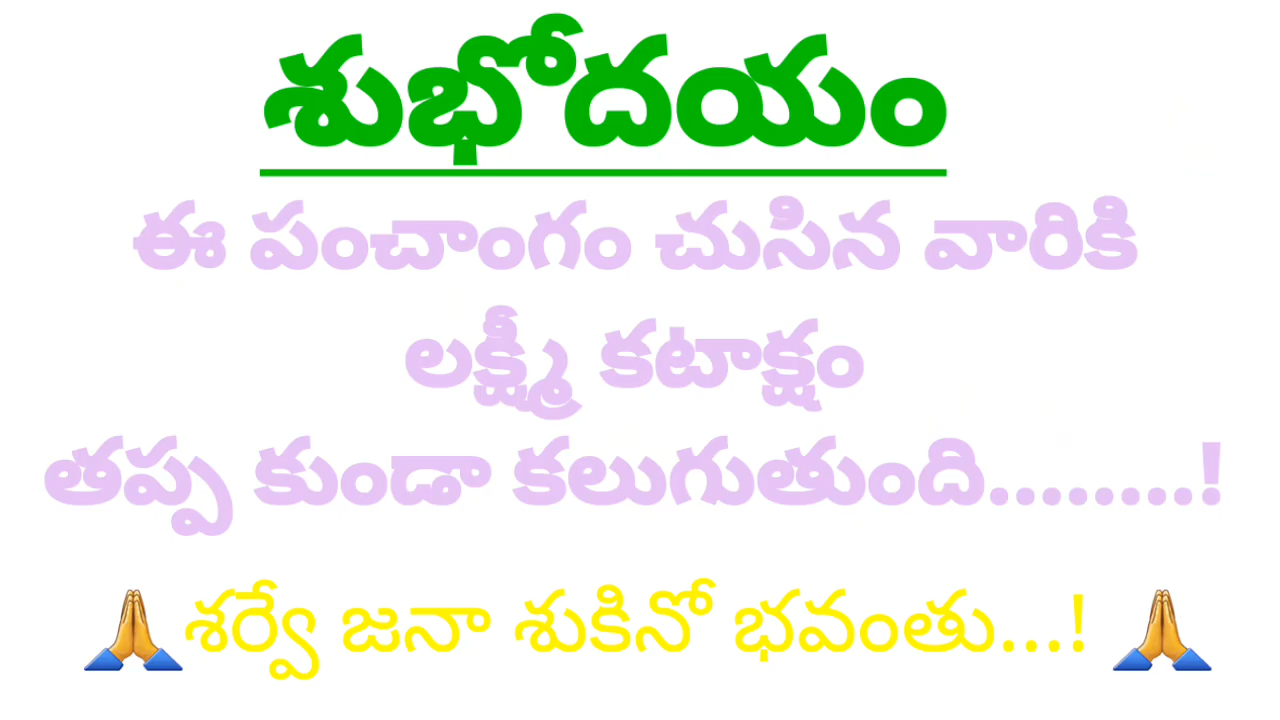 శుభోదయం
ఈ పంచాంగం చుసిన వారికి
లక్ష్మీ కటాక్షం
తప్ప కుండా కలుగుతుంది........!
🙏శర్వే జనా శుకినో భవంతు...! 🙏